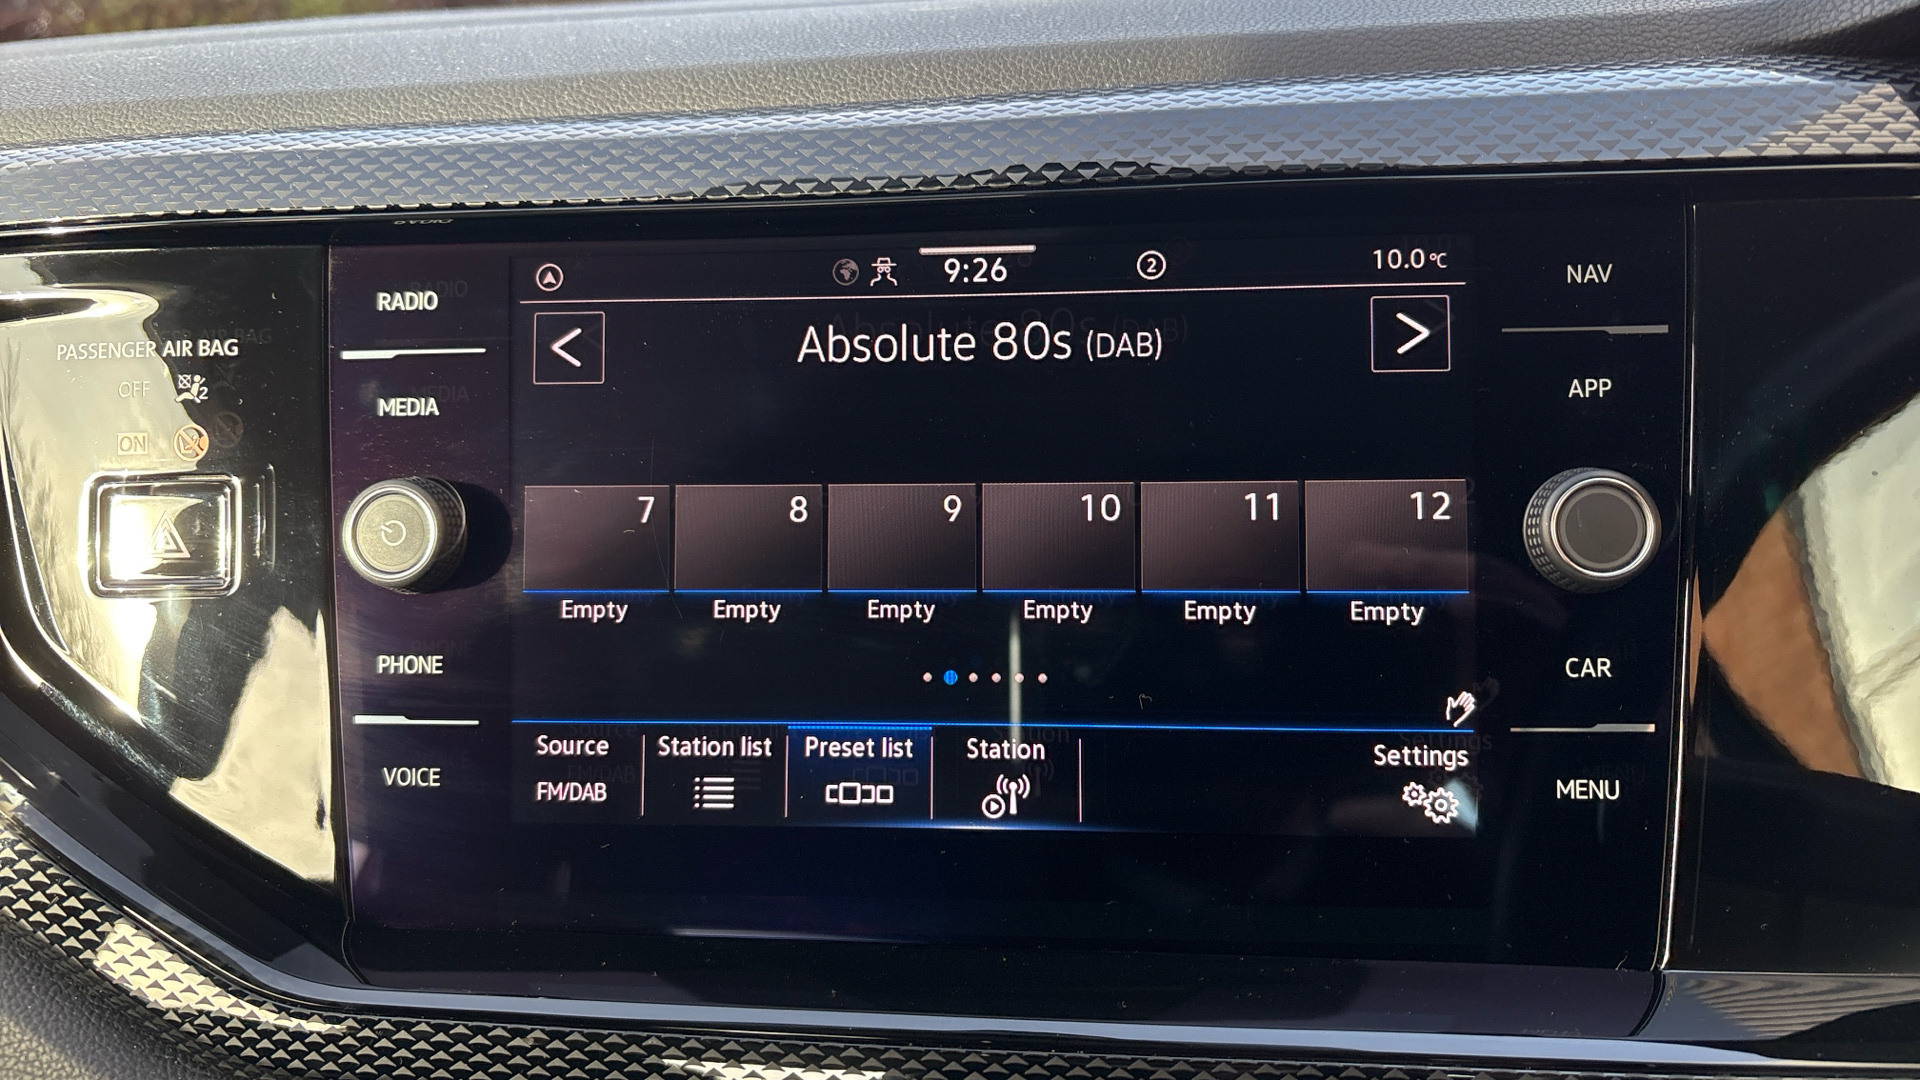 RADIO
MEDIA
PHONE
VOICE
PASSENGER AIR BAG
OFF
2
ON
9:26
2
10.0°C
< Absolute 80s (DAB) >
7 8 9 10 11 12
Empty Empty Empty Empty Empty Empty
Source Station list Preset list Station Settings
FM/DAB
NAV
APP
CAR
MENU